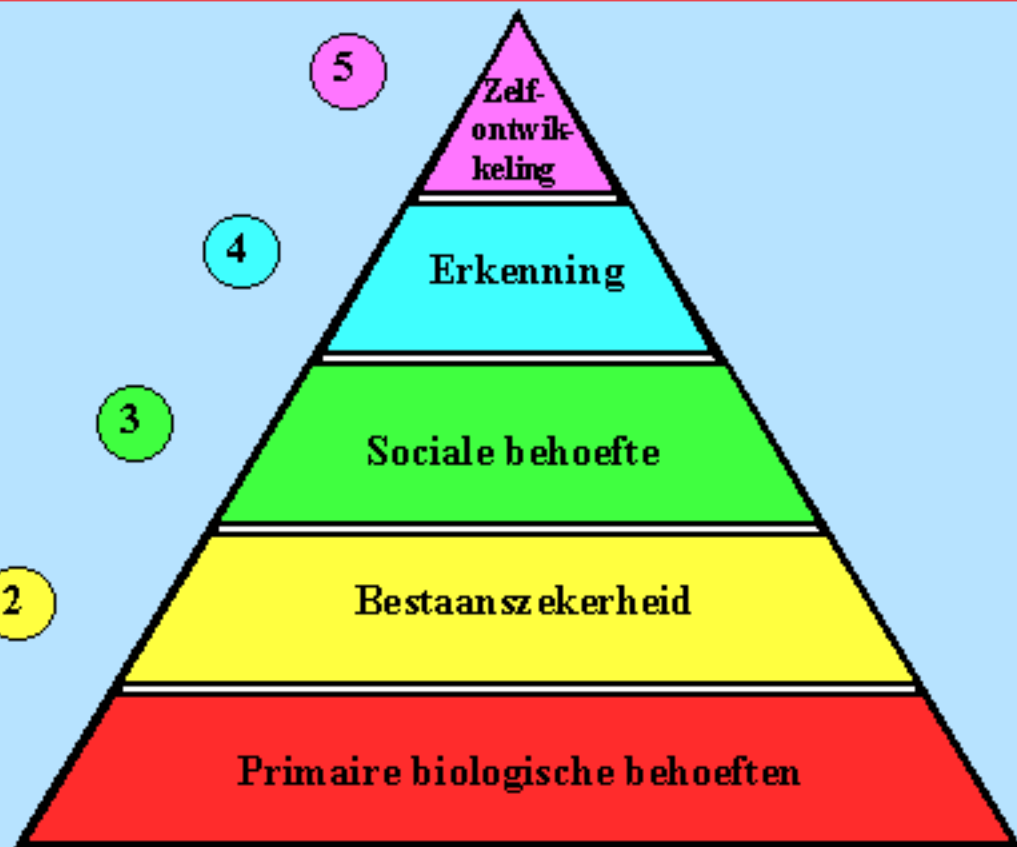 5
Zelf-
ontwik-
keling
4
Erkenning
3
Sociale behoefte
2
Bestaanszekerheid
Primaire biologische behoeften